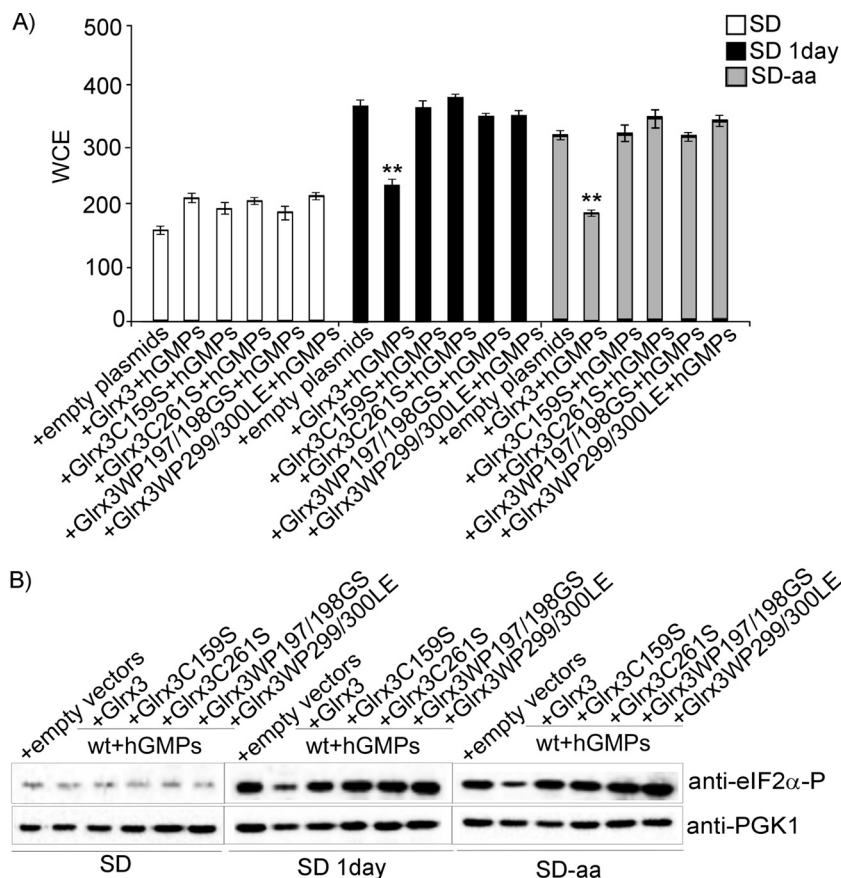 A)
500
400
300
200
100
0
WCE
SD
SD 1day
SD-aa
**
**
+empty plasmids
+Glrx3+hGMPs
+Glrx3C159S+hGMPs
+Glrx3C261S+hGMPs
+Glrx3WP197/198GS+hGMPs
+Glrx3WP299/300LE+hGMPs
+empty plasmids
+Glrx3+hGMPs
+Glrx3C159S+hGMPs
+Glrx3C261S+hGMPs
+Glrx3WP197/198GS+hGMPs
+Glrx3WP299/300LE+hGMPs
+empty plasmids
+Glrx3+hGMPs
+Glrx3C159S+hGMPs
+Glrx3C261S+hGMPs
+Glrx3WP197/198GS+hGMPs
+Glrx3WP299/300LE+hGMPs
B)
+empty vectors
+Glrx3
+Glrx3C159S
+Glrx3C261S
+Glrx3WP197/198GS
+Glrx3WP299/300LE
+empty vectors
+Glrx3
+Glrx3C159S
+Glrx3C261S
+Glrx3WP197/198GS
+Glrx3WP299/300LE
+empty vectors
+Glrx3
+Glrx3C159S
+Glrx3C261S
+Glrx3WP197/198GS
+Glrx3WP299/300LE
wt+hGMPs
wt+hGMPs
wt+hGMPs
anti-eIF2α-P
anti-PGK1
SD
SD 1day
SD-aa